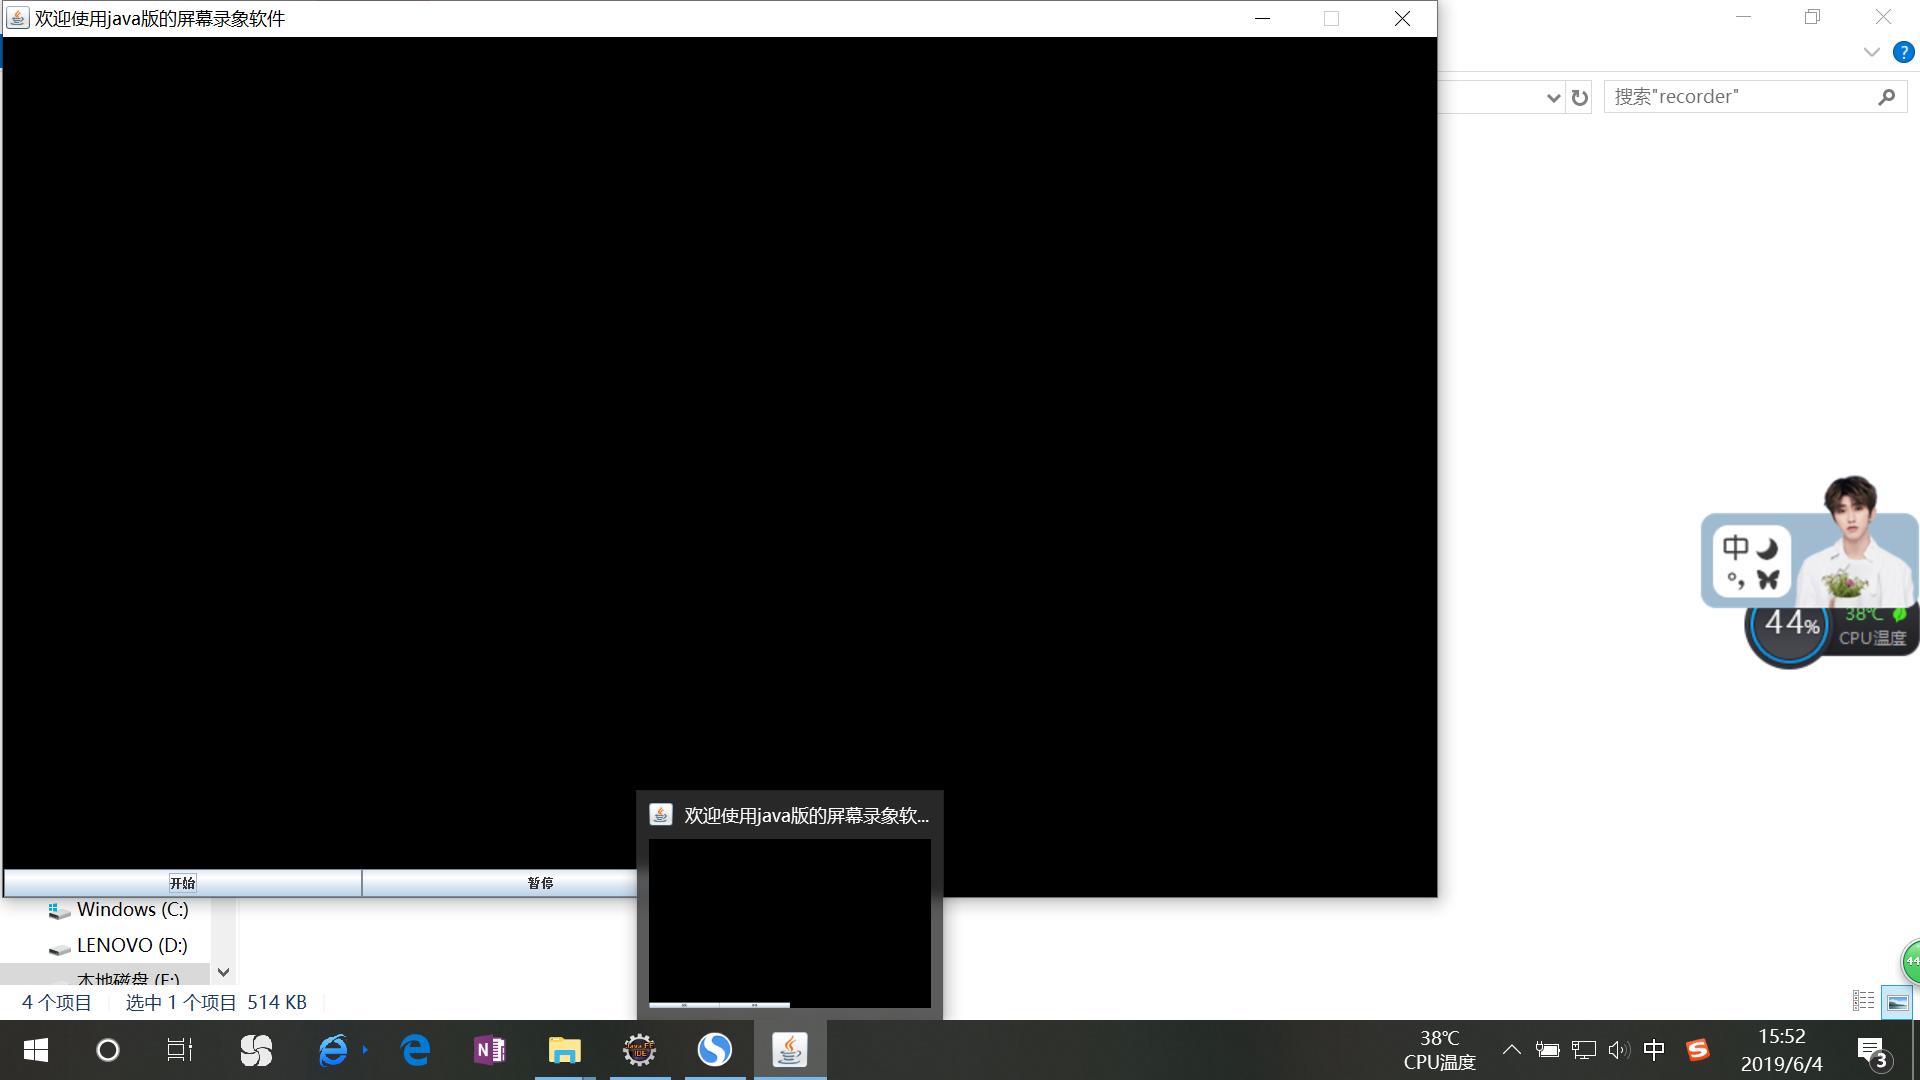 欢迎使用java版的屏幕录象软件
搜索"recorder"
中
°,
44%
38℃
CPU温度
欢迎使用java版的屏幕录象软...
开始
暂停
Windows (C:)
LENOVO (D:)
本地磁盘 (E:)
44
4 个项目 选中 1 个项目 514 KB
38℃
CPU温度
中
15:52
2019/6/4
3